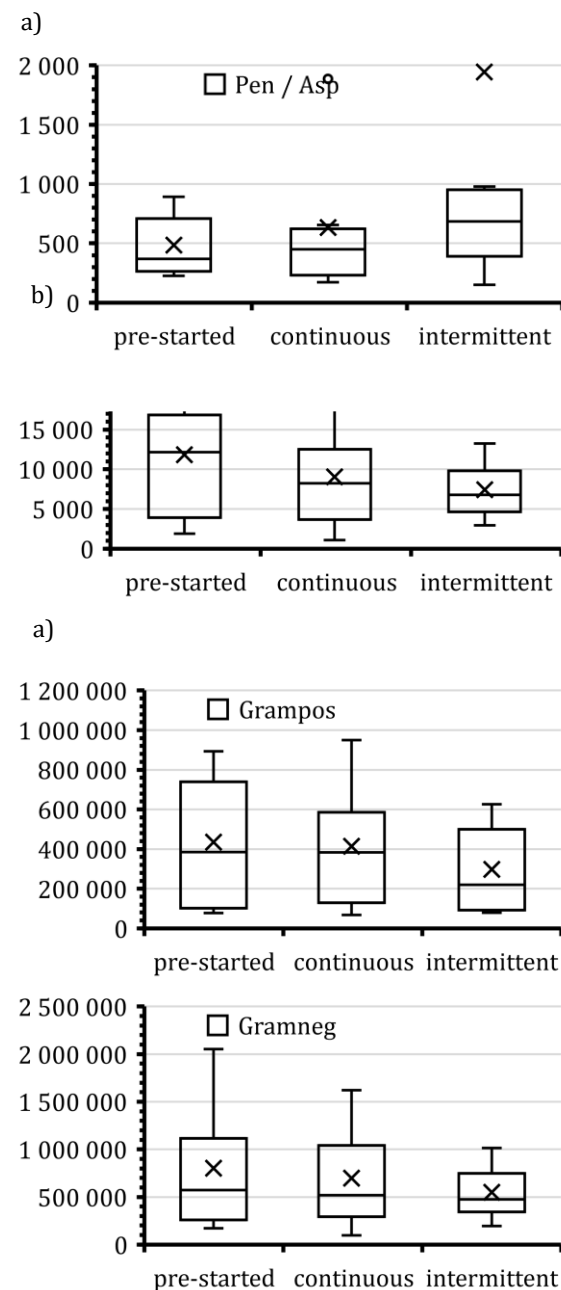 a)
2 000
Pen / Asp
1 500
1 000
500
b)
0
pre-started continuous intermittent
15 000
10 000
5 000
0
pre-started continuous intermittent
a)
1 200 000
Grampos
1 000 000
800 000
600 000
400 000
200 000
0
pre-started continuous intermittent
2 500 000
Gramneg
2 000 000
1 500 000
1 000 000
500 000
0
pre-started continuous intermittent